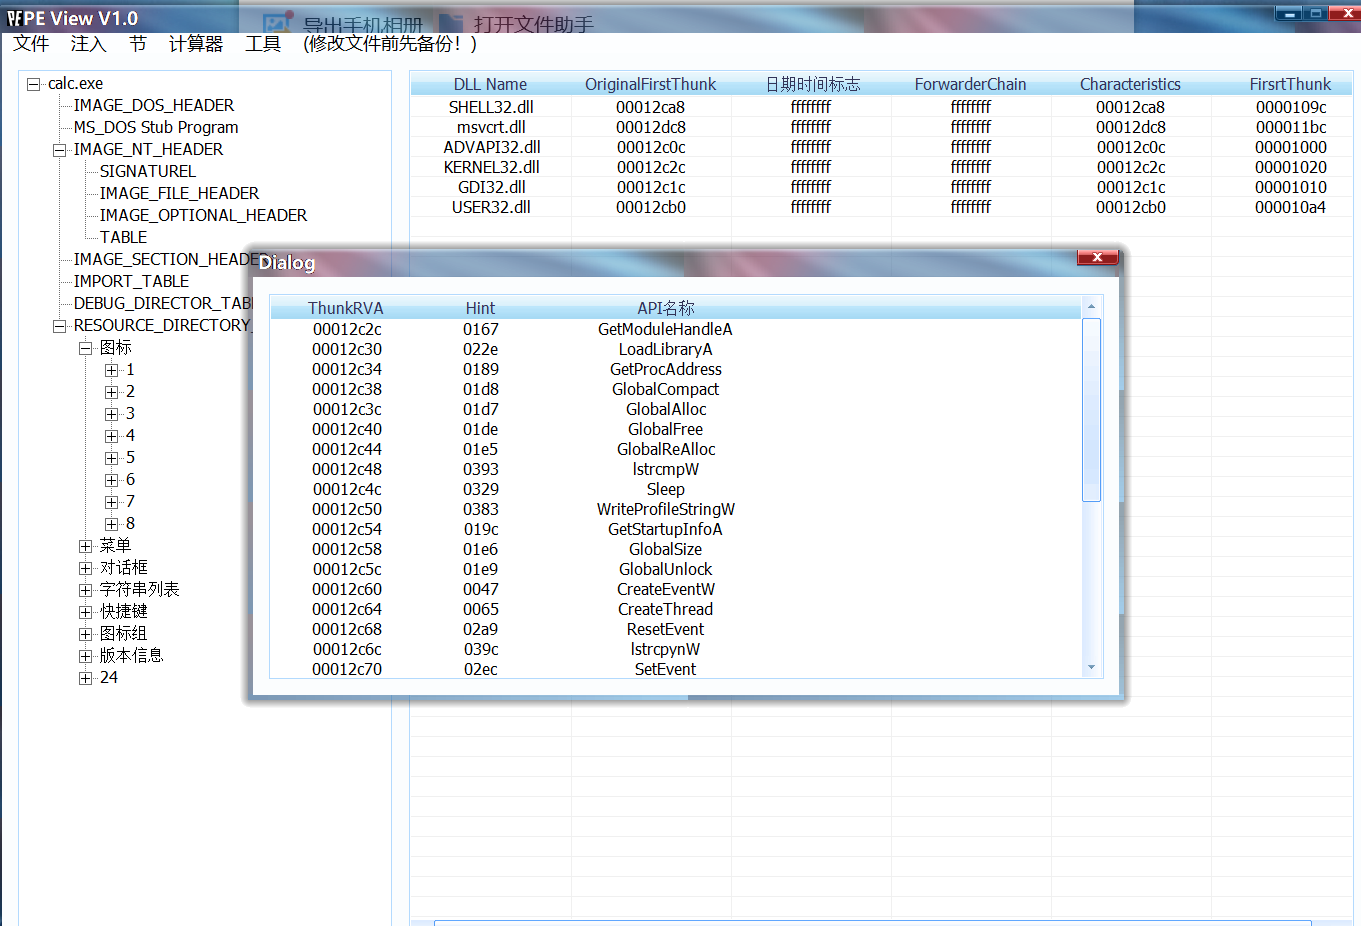 PE View V1.0
导出手机相册 打开文件助手
文件 注入 节 计算器 工具 (修改文件前先备份！)
calc.exe
IMAGE_DOS_HEADER
MS_DOS Stub Program
IMAGE_NT_HEADER
SIGNATUREL
IMAGE_FILE_HEADER
IMAGE_OPTIONAL_HEADER
TABLE
IMAGE_SECTION_HEADE
IMPORT_TABLE
DEBUG_DIRECTOR_TAB
RESOURCE_DIRECTORY_
图标
1
2
3
4
5
6
7
8
菜单
对话框
字符串列表
快捷键
图标组
版本信息
24
DLL Name OriginalFirstThunk 日期时间标志 ForwarderChain Characteristics FirsrtThunk
SHELL32.dll 00012ca8 ffffffff ffffffff 00012ca8 0000109c
msvcrt.dll 00012dc8 ffffffff ffffffff 00012dc8 000011bc
ADVAPI32.dll 00012c0c ffffffff ffffffff 00012c0c 00001000
KERNEL32.dll 00012c2c ffffffff ffffffff 00012c2c 00001020
GDI32.dll 00012c1c ffffffff ffffffff 00012c1c 00001010
USER32.dll 00012cb0 ffffffff ffffffff 00012cb0 000010a4
Dialog
ThunkRVA Hint API名称
00012c2c 0167 GetModuleHandleA
00012c30 022e LoadLibraryA
00012c34 0189 GetProcAddress
00012c38 01d8 GlobalCompact
00012c3c 01d7 GlobalAlloc
00012c40 01de GlobalFree
00012c44 01e5 GlobalReAlloc
00012c48 0393 lstrcmpW
00012c4c 0329 Sleep
00012c50 0383 WriteProfileStringW
00012c54 019c GetStartupInfoA
00012c58 01e6 GlobalSize
00012c5c 01e9 GlobalUnlock
00012c60 0047 CreateEventW
00012c64 0065 CreateThread
00012c68 02a9 ResetEvent
00012c6c 039c lstrcpynW
00012c70 02ec SetEvent